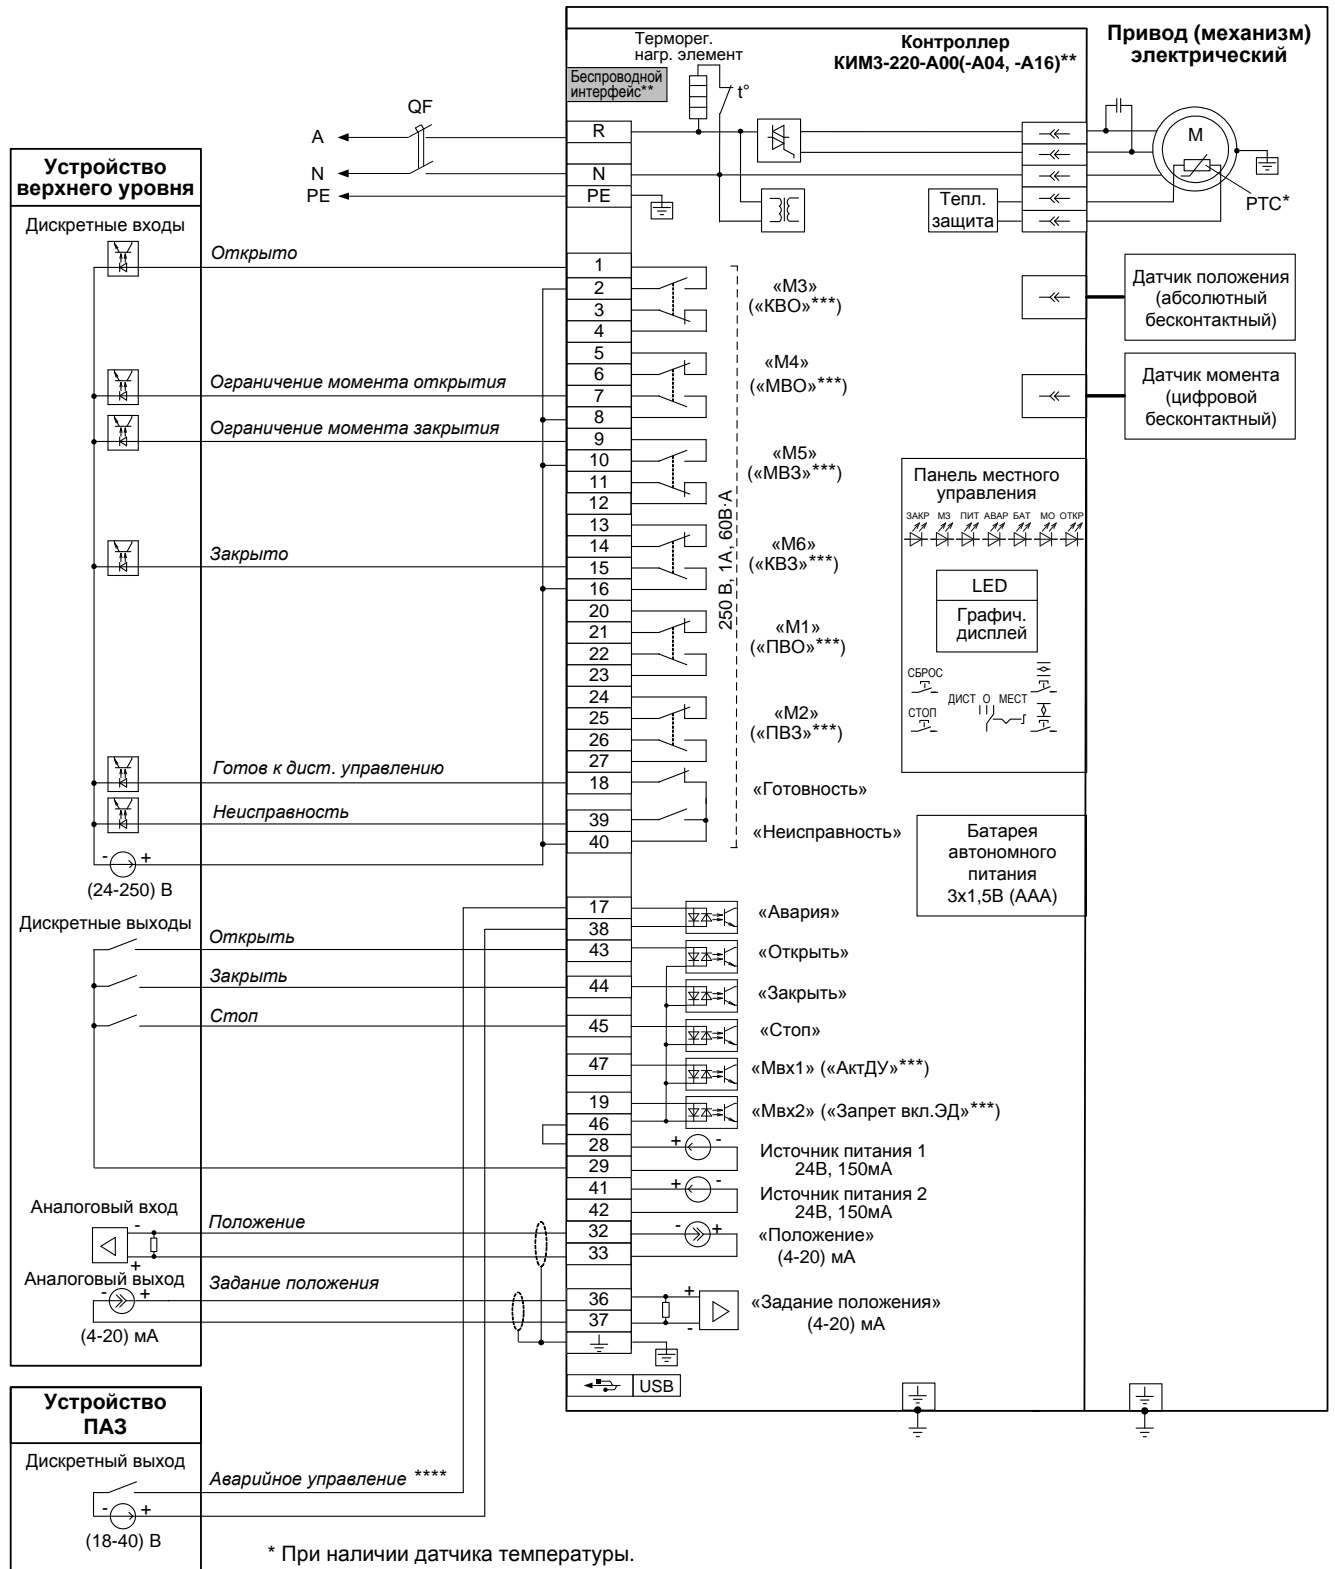 Привод (механизм)
электрический
Контроллер
КИМ3-220-А00(-А04, -А16)**
Терморег.
нагр. элемент
t°
Беспроводной
интерфейс**
QF
A
N
PE
R
N
PE
M
PTC*
Тепл.
защита
Устройство
верхнего уровня
Дискретные входы
Открыто
1
2
3
4
«М3»
(«КВО»***)
Датчик положения
(абсолютный
бесконтактный)
5
6
7
8
Ограничение момента открытия
«М4»
(«МВО»***)
Датчик момента
(цифровой
бесконтактный)
Ограничение момента закрытия
9
10
11
12
«М5»
(«МВЗ»***)
Закрыто
13
14
15
16
«М6»
(«КВЗ»***)
20
21
22
23
«М1»
(«ПВО»***)
24
25
26
27
«М2»
(«ПВЗ»***)
250 В, 1А, 60В·А
Панель местного
управления
ЗАКР МЗ ПИТ АВАР БАТ МО ОТКР
LED
Графич.
дисплей
СБРОС
СТОП
ДИСТ О МЕСТ
Готов к дист. управлению
18
«Готовность»
Неисправность
39
40
«Неисправность»
- +
(24-250) В
Батарея
автономного
питания
3х1,5В (ААА)
Дискретные выходы
17
38
«Авария»
Открыть
43
«Открыть»
Закрыть
44
«Закрыть»
Стоп
45
«Стоп»
47
«Мвх1» («АктДУ»***)
19
46
«Мвх2» («Запрет вкл.ЭД»***)
28
29
+ -
Источник питания 1
24В, 150мА
41
42
+ -
Источник питания 2
24В, 150мА
Аналоговый вход
-
+
Положение
32
33
- +
«Положение»
(4-20) мА
Аналоговый выход
- +
(4-20) мА
Задание положения
36
37
+
-
«Задание положения»
(4-20) мА
USB
Устройство
ПАЗ
Дискретный выход
Аварийное управление ****
- +
(18-40) В
* При наличии датчика температуры.